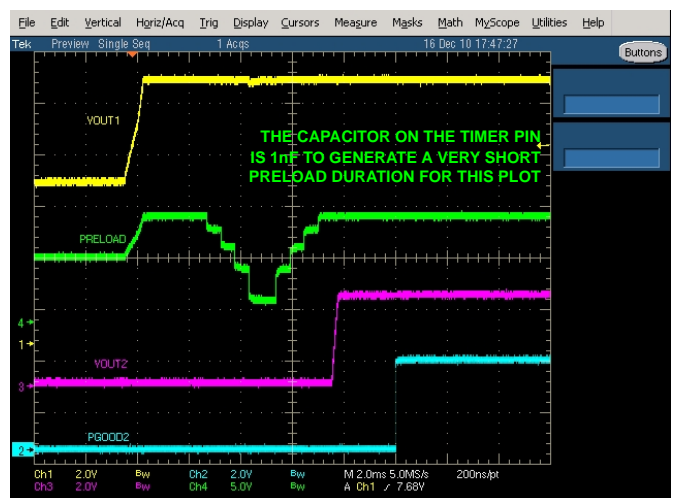 File Edit Vertical Horiz/Acq Trig Display Cursors Measure Masks Math MyScope Utilities Help
Tek Preview Single Seq 1 Acqs 16 Dec 10 17:47:27
Buttons
VOUT1
THE CAPACITOR ON THE TIMER PIN
IS 1nF TO GENERATE A VERY SHORT
PRELOAD DURATION FOR THIS PLOT
PRELOAD
4
1
VOUT2
3
PGOOD2
2
Ch1 2.0V Bw Ch2 2.0V Bw M 2.0ms 5.0MS/s 200ns/pt
Ch3 2.0V Bw Ch4 5.0V Bw A Ch1 / 7.68V